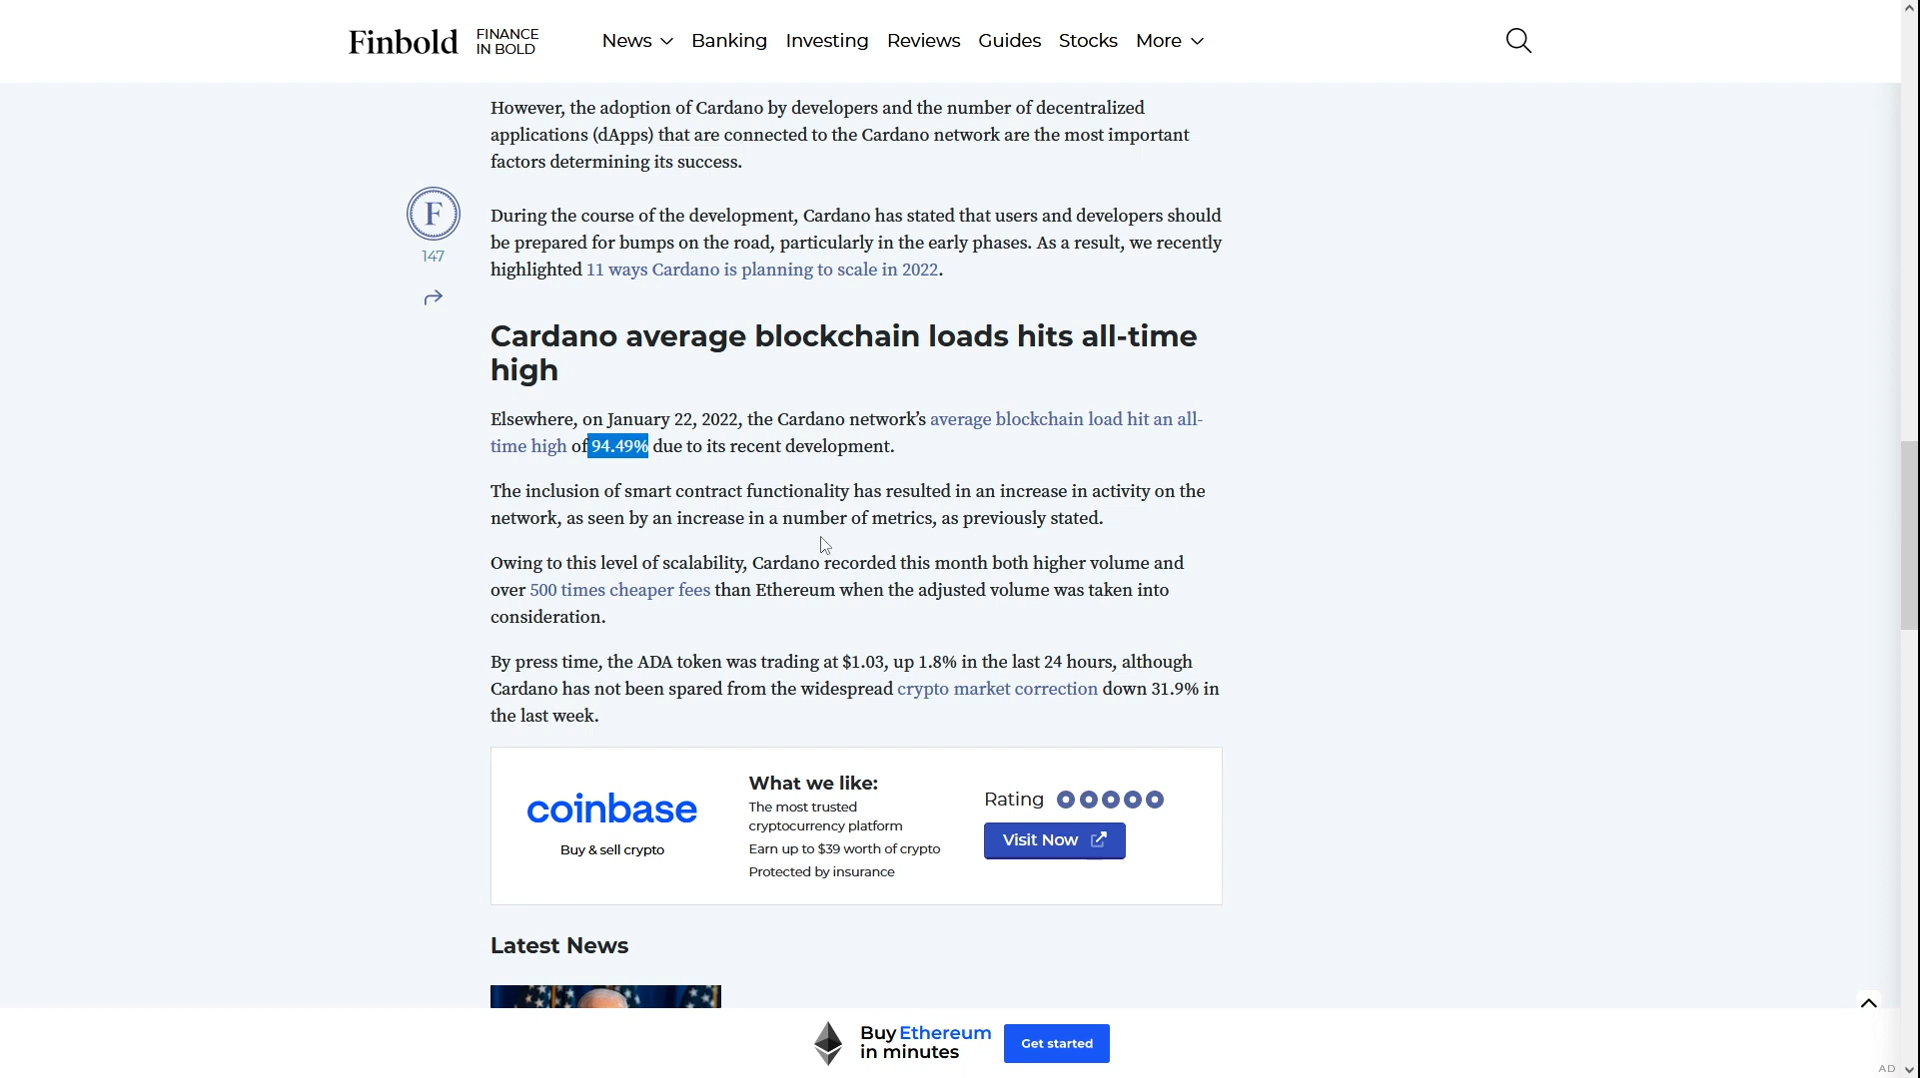 Finbold
FINANCE
IN BOLD
News
Banking
Investing
Reviews
Guides
Stocks
More
However, the adoption of Cardano by developers and the number of decentralized
applications (dApps) that are connected to the Cardano network are the most important
factors determining its success.
F
147
During the course of the development, Cardano has stated that users and developers should
be prepared for bumps on the road, particularly in the early phases. As a result, we recently
highlighted 11 ways Cardano is planning to scale in 2022.
Cardano average blockchain loads hits all-time
high
Elsewhere, on January 22, 2022, the Cardano network’s average blockchain load hit an all-
time high of 94.49% due to its recent development.
The inclusion of smart contract functionality has resulted in an increase in activity on the
network, as seen by an increase in a number of metrics, as previously stated.
Owing to this level of scalability, Cardano recorded this month both higher volume and
over 500 times cheaper fees than Ethereum when the adjusted volume was taken into
consideration.
By press time, the ADA token was trading at $1.03, up 1.8% in the last 24 hours, although
Cardano has not been spared from the widespread crypto market correction down 31.9% in
the last week.
coinbase
Buy & sell crypto
What we like:
The most trusted
cryptocurrency platform
Earn up to $39 worth of crypto
Protected by insurance
Rating
Visit Now
Latest News
Buy Ethereum
in minutes
Get started
AD